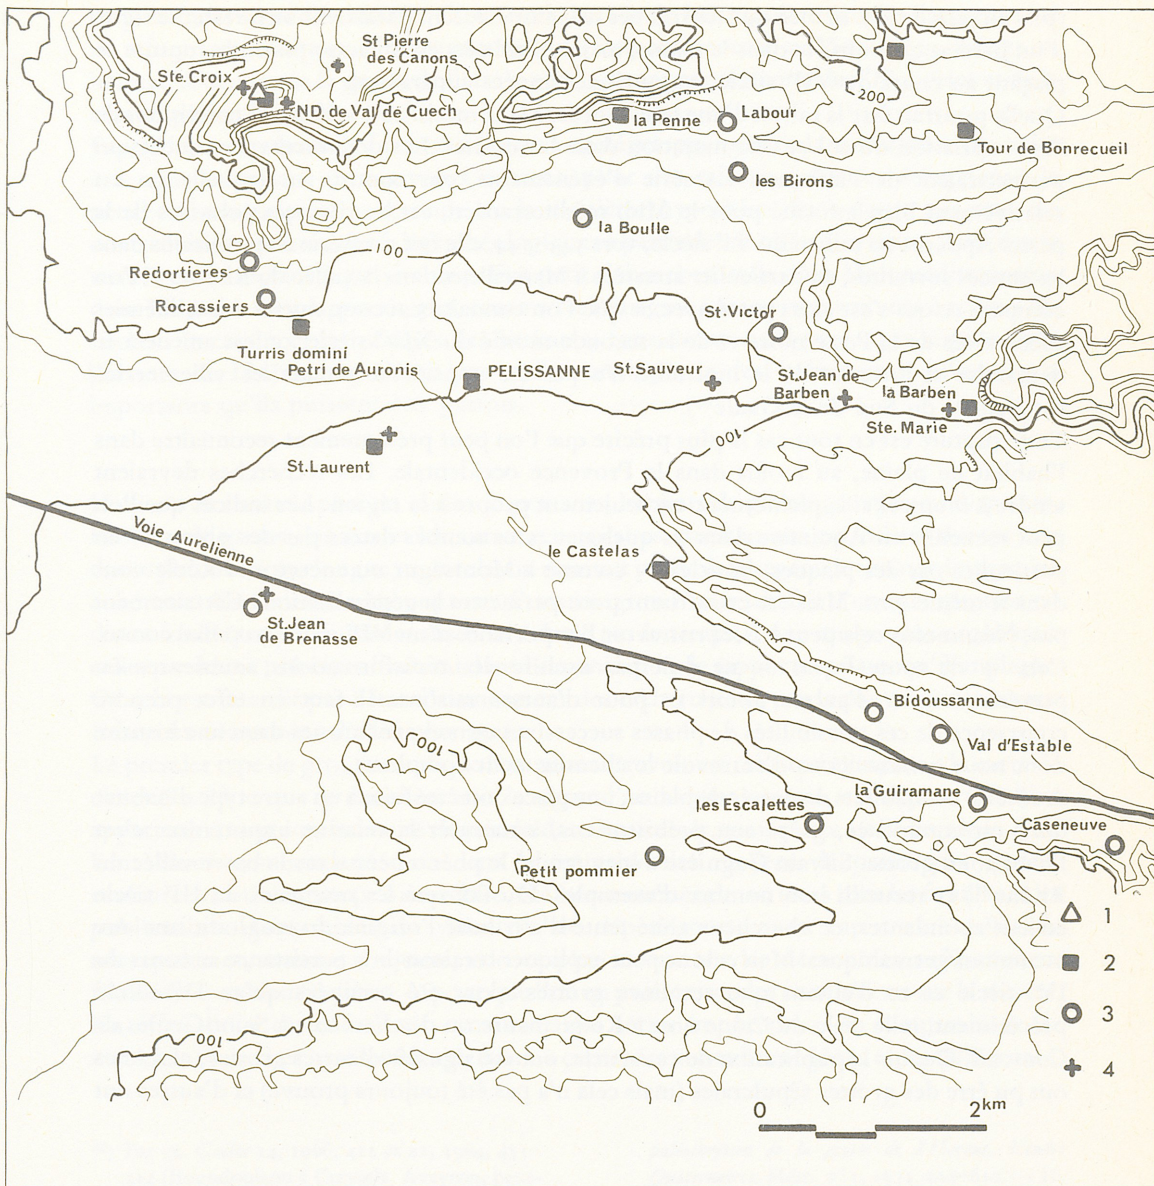 St Pierre
des Canons
Ste. Croix
ND. de Val de Cuech
200
la Penne
Labour
Tour de Bonrecueil
les Birons
la Boulle
100
Redortieres
Rocassiers
St.Victor
Turris domini
Petri de Auronis
PELISSANNE
St.Sauveur
St.Jean de
Barben
la Barben
Ste. Marie
100
St.Laurent
Voie Aurelienne
le Castelas
St.Jean
de Brenasse
Bidoussanne
Val d'Estable
100
la Guiramane
les Escalettes
Caseneuve
Petit pommier
1
2
3
4
100
0 2km